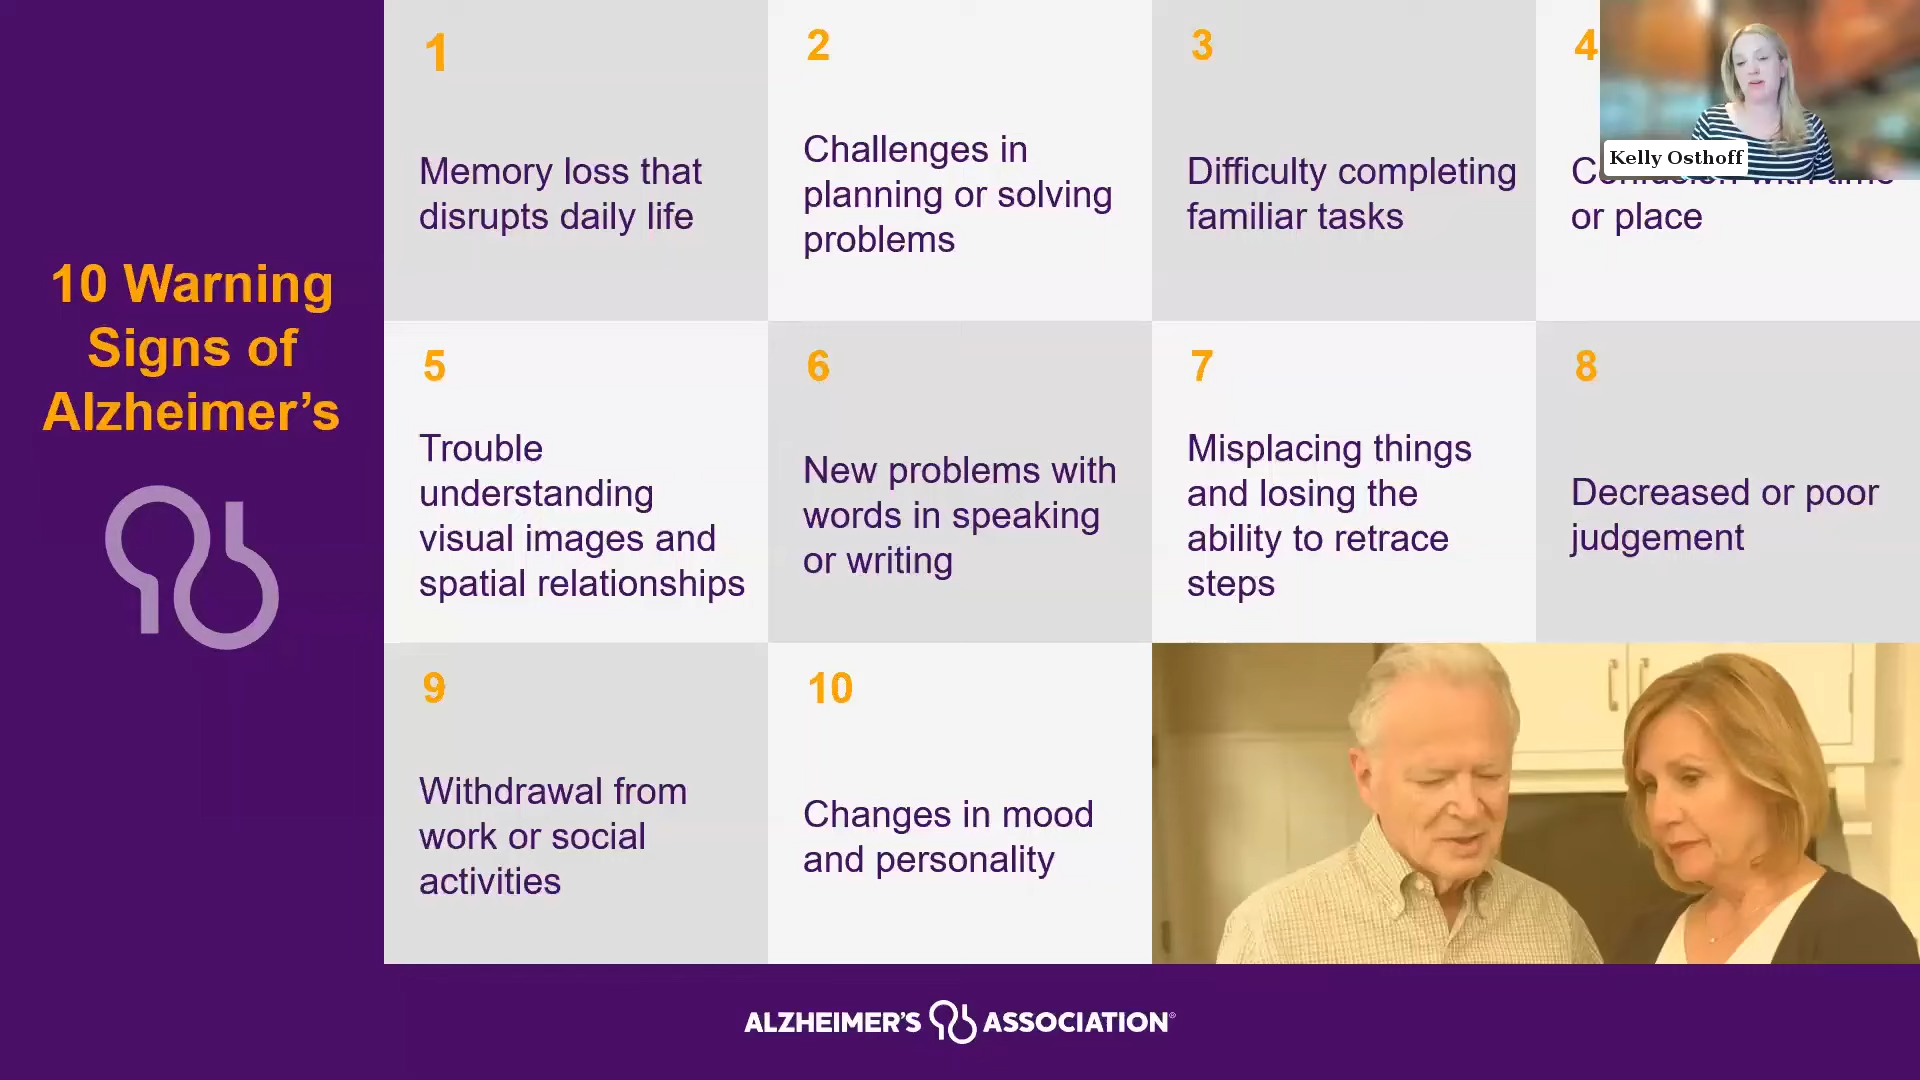 10 Warning
Signs of
Alzheimer’s
1
Memory loss that
disrupts daily life
2
Challenges in
planning or solving
problems
3
Difficulty completing
familiar tasks
4
Confusion with time
or place
Kelly Osthoff
5
Trouble
understanding
visual images and
spatial relationships
6
New problems with
words in speaking
or writing
7
Misplacing things
and losing the
ability to retrace
steps
8
Decreased or poor
judgement
9
Withdrawal from
work or social
activities
10
Changes in mood
and personality
ALZHEIMER’S ASSOCIATION®